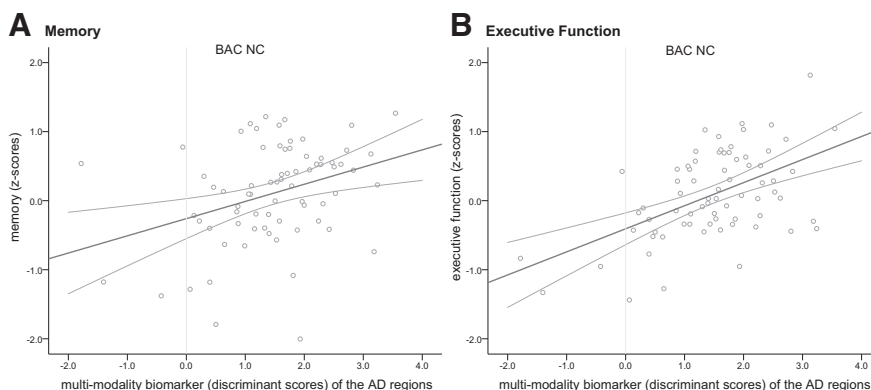 A Memory
BAC NC
2.0
1.0
0.0
-1.0
-2.0
memory (z-scores)
-2.0 -1.0 0.0 1.0 2.0 3.0 4.0
multi-modality biomarker (discriminant scores) of the AD regions
B Executive Function
BAC NC
2.0
1.0
0.0
-1.0
-2.0
executive function (z-scores)
-2.0 -1.0 0.0 1.0 2.0 3.0 4.0
multi-modality biomarker (discriminant scores) of the AD regions